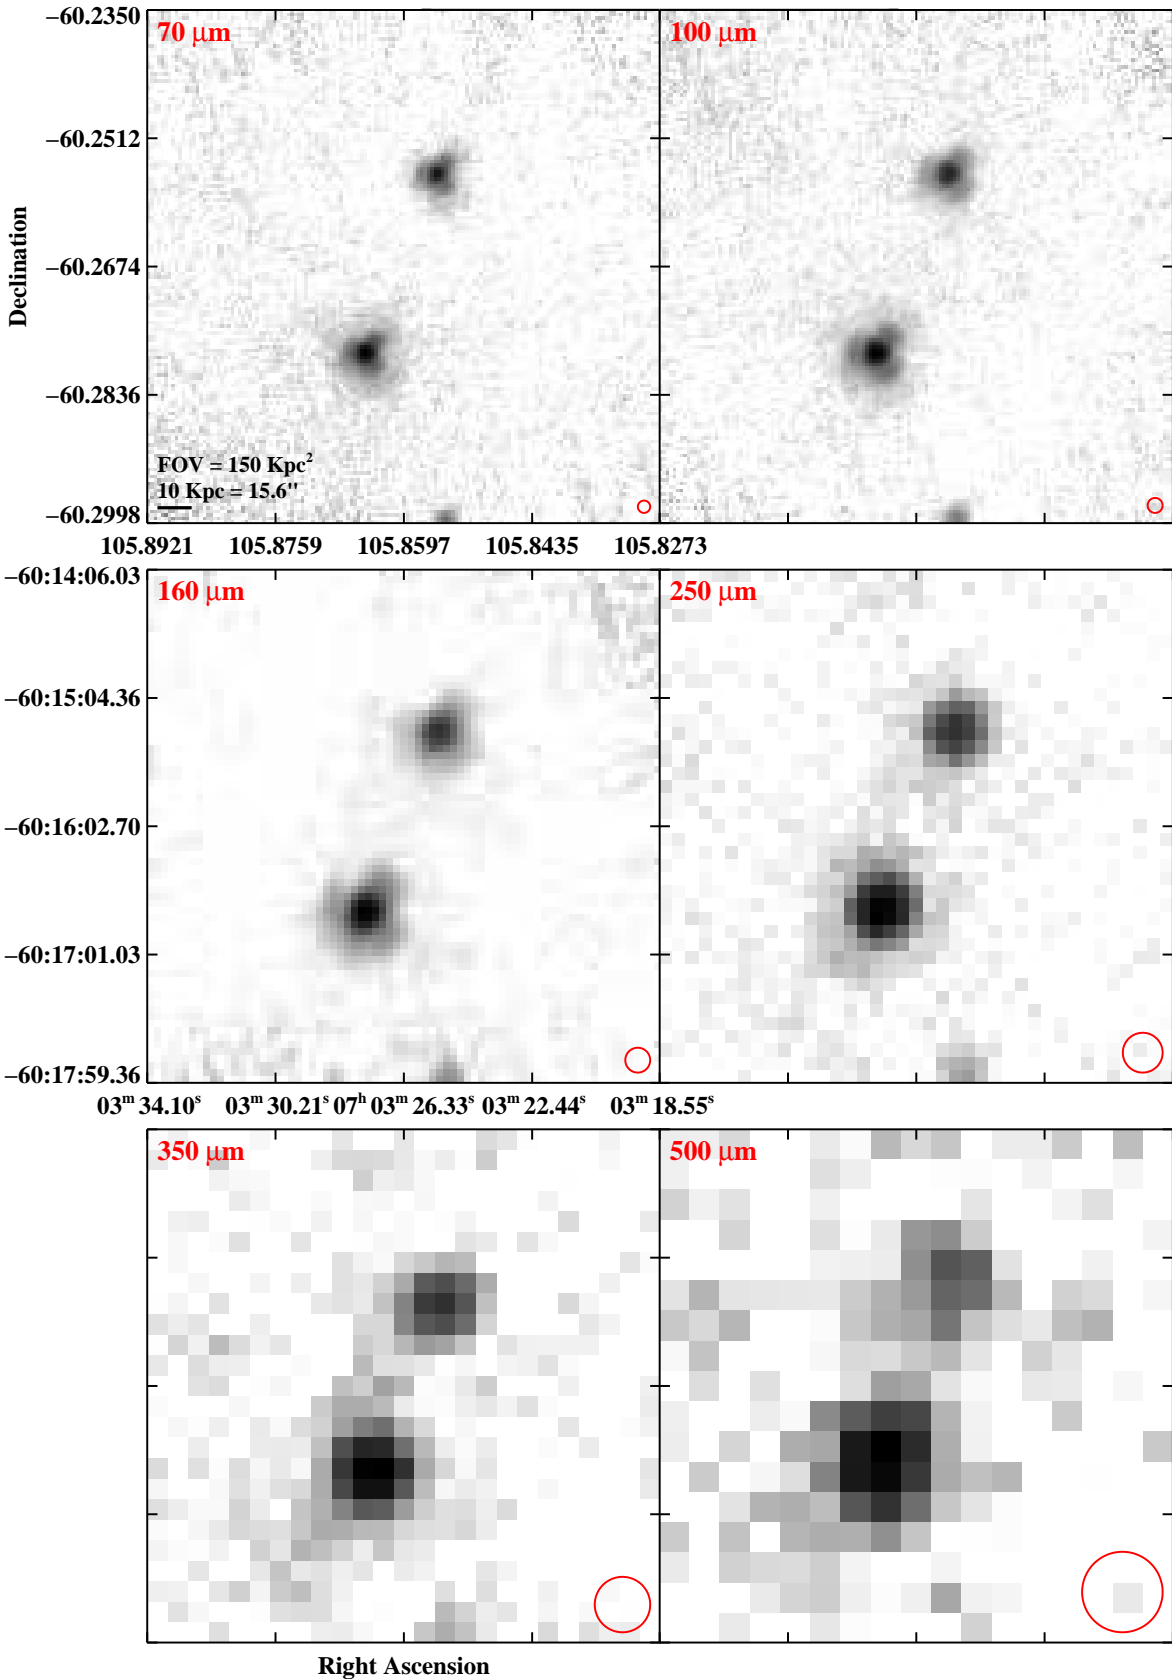 −60.2350
70 μm
100 μm
−60.2512
Declination
−60.2674
−60.2836
FOV = 150 Kpc²
10 Kpc = 15.6"
−60.2998
105.8921 105.8759 105.8597 105.8435 105.8273
−60:14:06.03
160 μm
250 μm
−60:15:04.36
−60:16:02.70
−60:17:01.03
−60:17:59.36
03ᵐ 34.10ˢ 03ᵐ 30.21ˢ 07ʰ 03ᵐ 26.33ˢ 03ᵐ 22.44ˢ 03ᵐ 18.55ˢ
350 μm
500 μm
Right Ascension